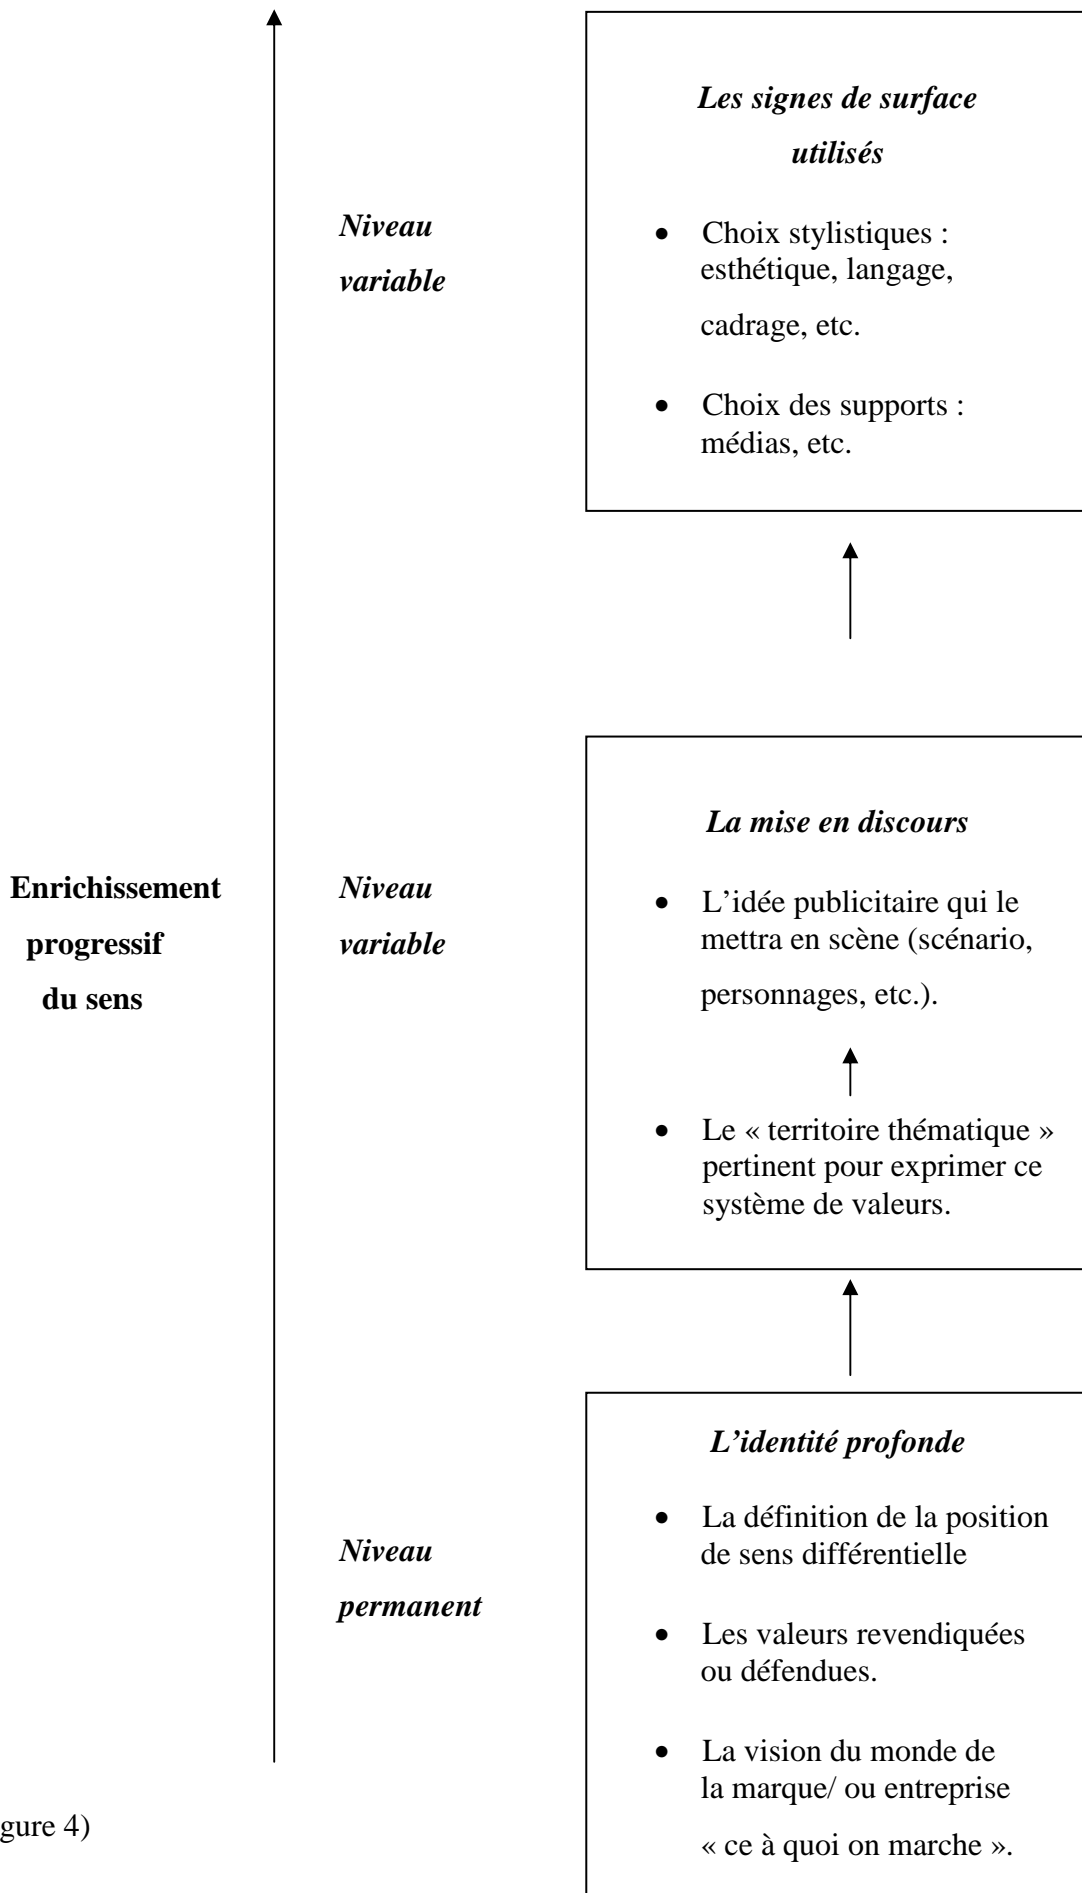 Les signes de surface
utilisés
Niveau
variable
• Choix stylistiques :
esthétique, langage,
cadrage, etc.
• Choix des supports :
médias, etc.
La mise en discours
Enrichissement
progressif
du sens
Niveau
variable
• L’idée publicitaire qui le
mettra en scène (scénario,
personnages, etc.).
• Le « territoire thématique »
pertinent pour exprimer ce
système de valeurs.
L’identité profonde
Niveau
permanent
• La définition de la position
de sens différentielle
• Les valeurs revendiquées
ou défendues.
• La vision du monde de
la marque/ ou entreprise
« ce à quoi on marche ».
gure 4)